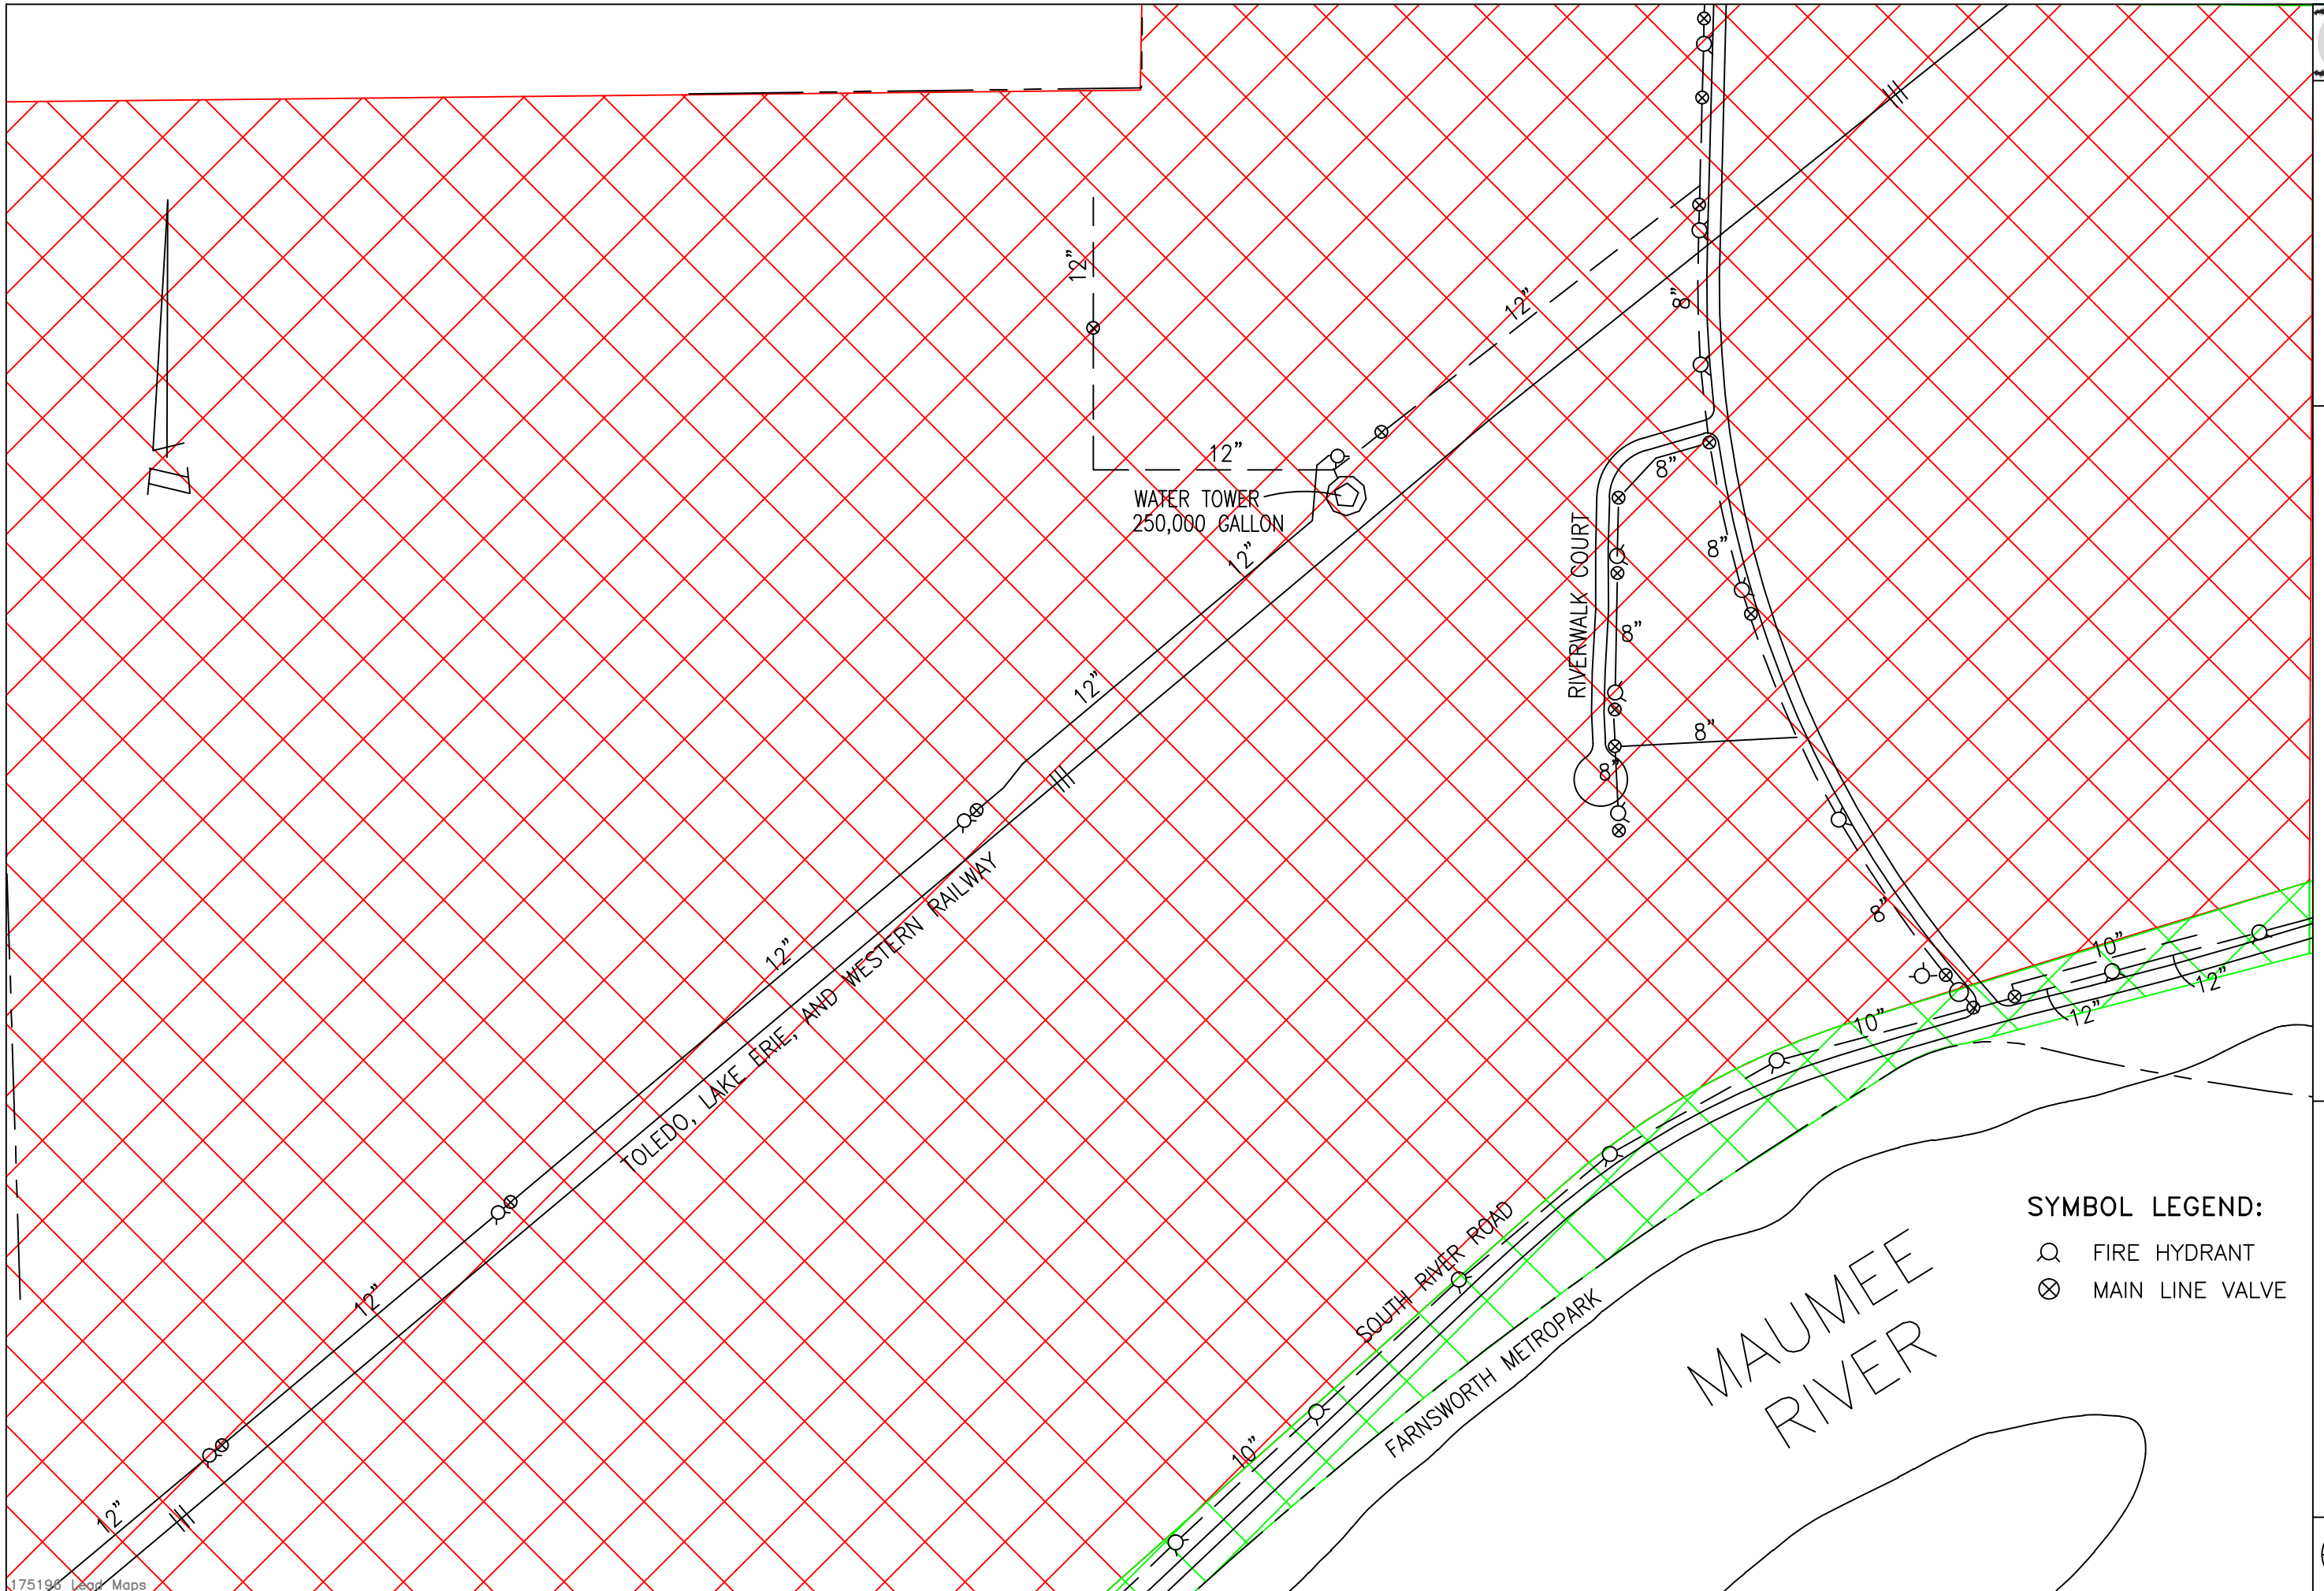 12”
12”
8”
12”
WATER TOWER
250,000 GALLON
8”
12”
8”
RIVERWALK COURT
8”
12”
8”
8”
8”
12”
TOLEDO, LAKE ERIE, AND WESTERN RAILWAY
10”
12”
12”
10”
12”
SOUTH RIVER ROAD
FARNSWORTH METROPARK
10”
12”
MAUMEE
RIVER
SYMBOL LEGEND:
FIRE HYDRANT
MAIN LINE VALVE
N
175196 Lead Maps